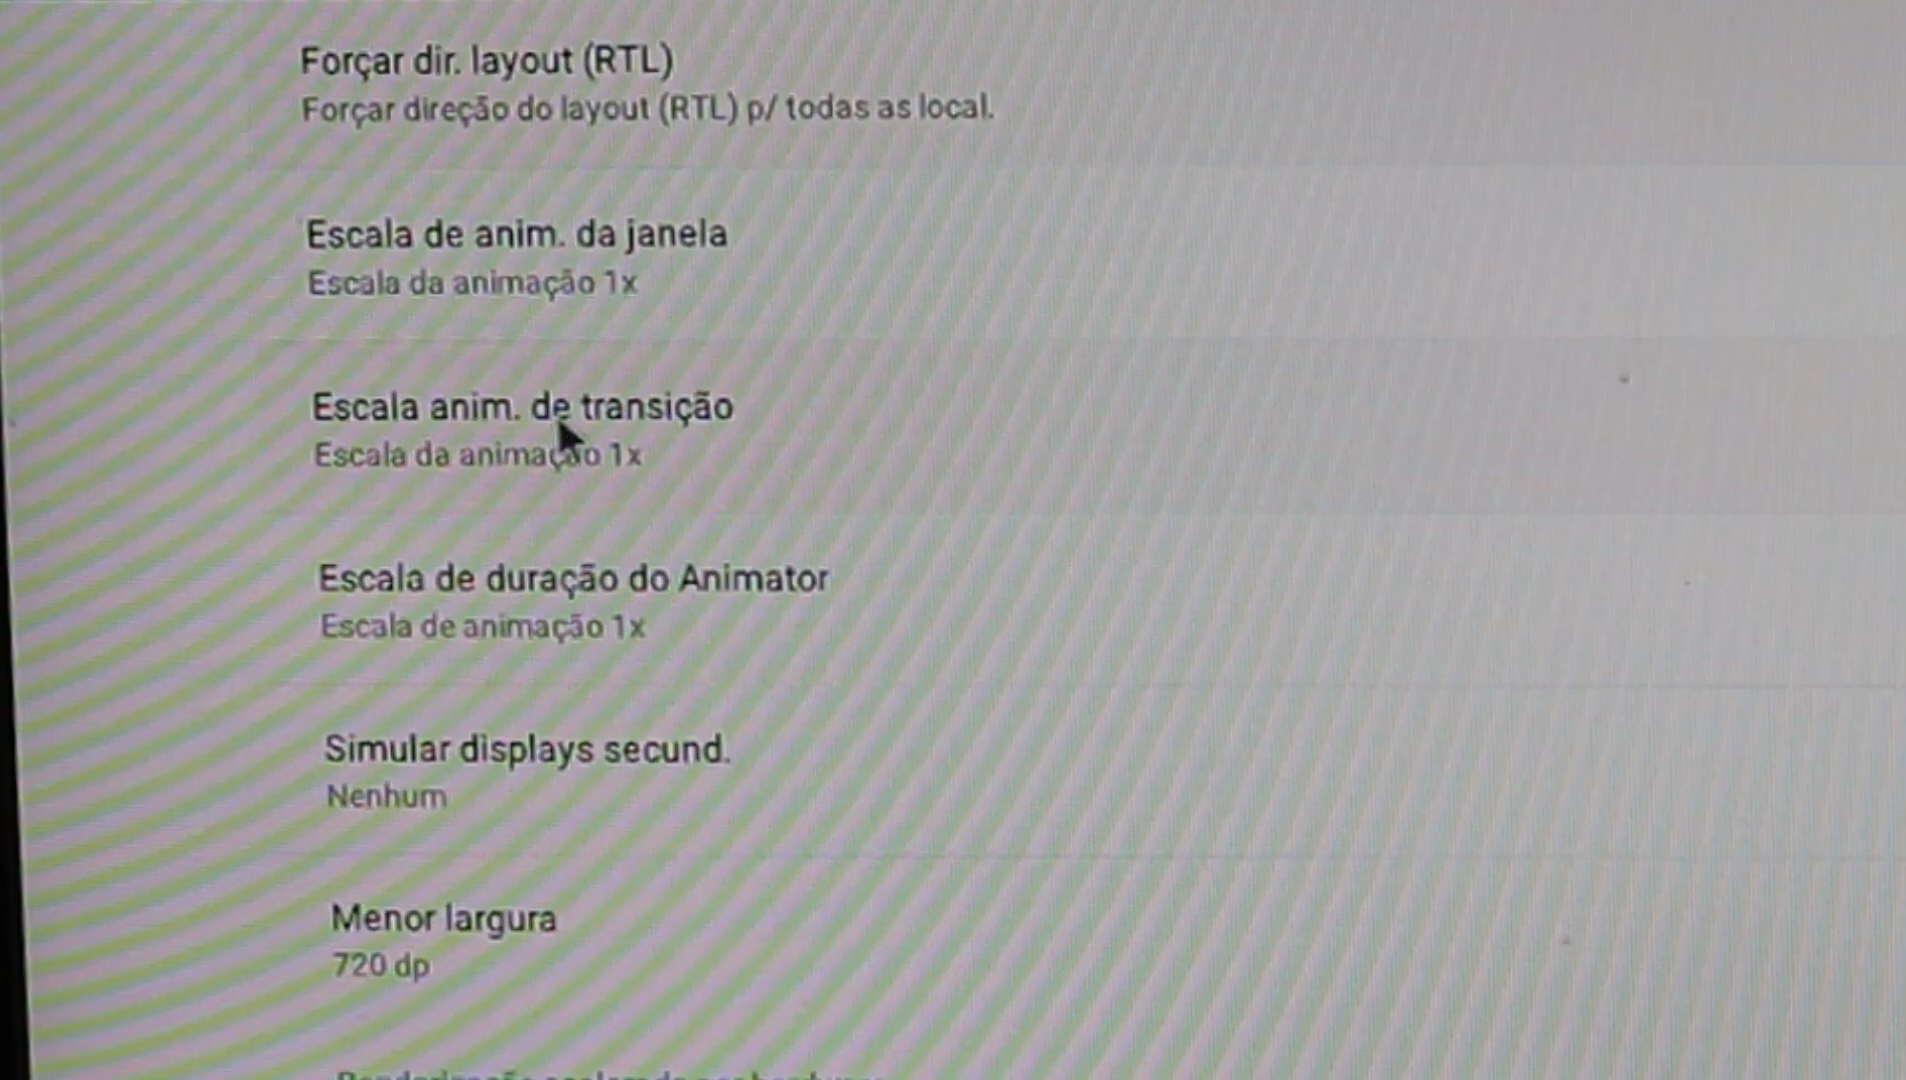 Forçar dir. layout (RTL)
Forçar direção do layout (RTL) p/ todas as local.
Escala de anim. da janela
Escala da animação 1x
Escala anim. de transição
Escala da animação 1x
Escala de duração do Animator
Escala de animação 1x
Simular displays secund.
Nenhum
Menor largura
720 dp